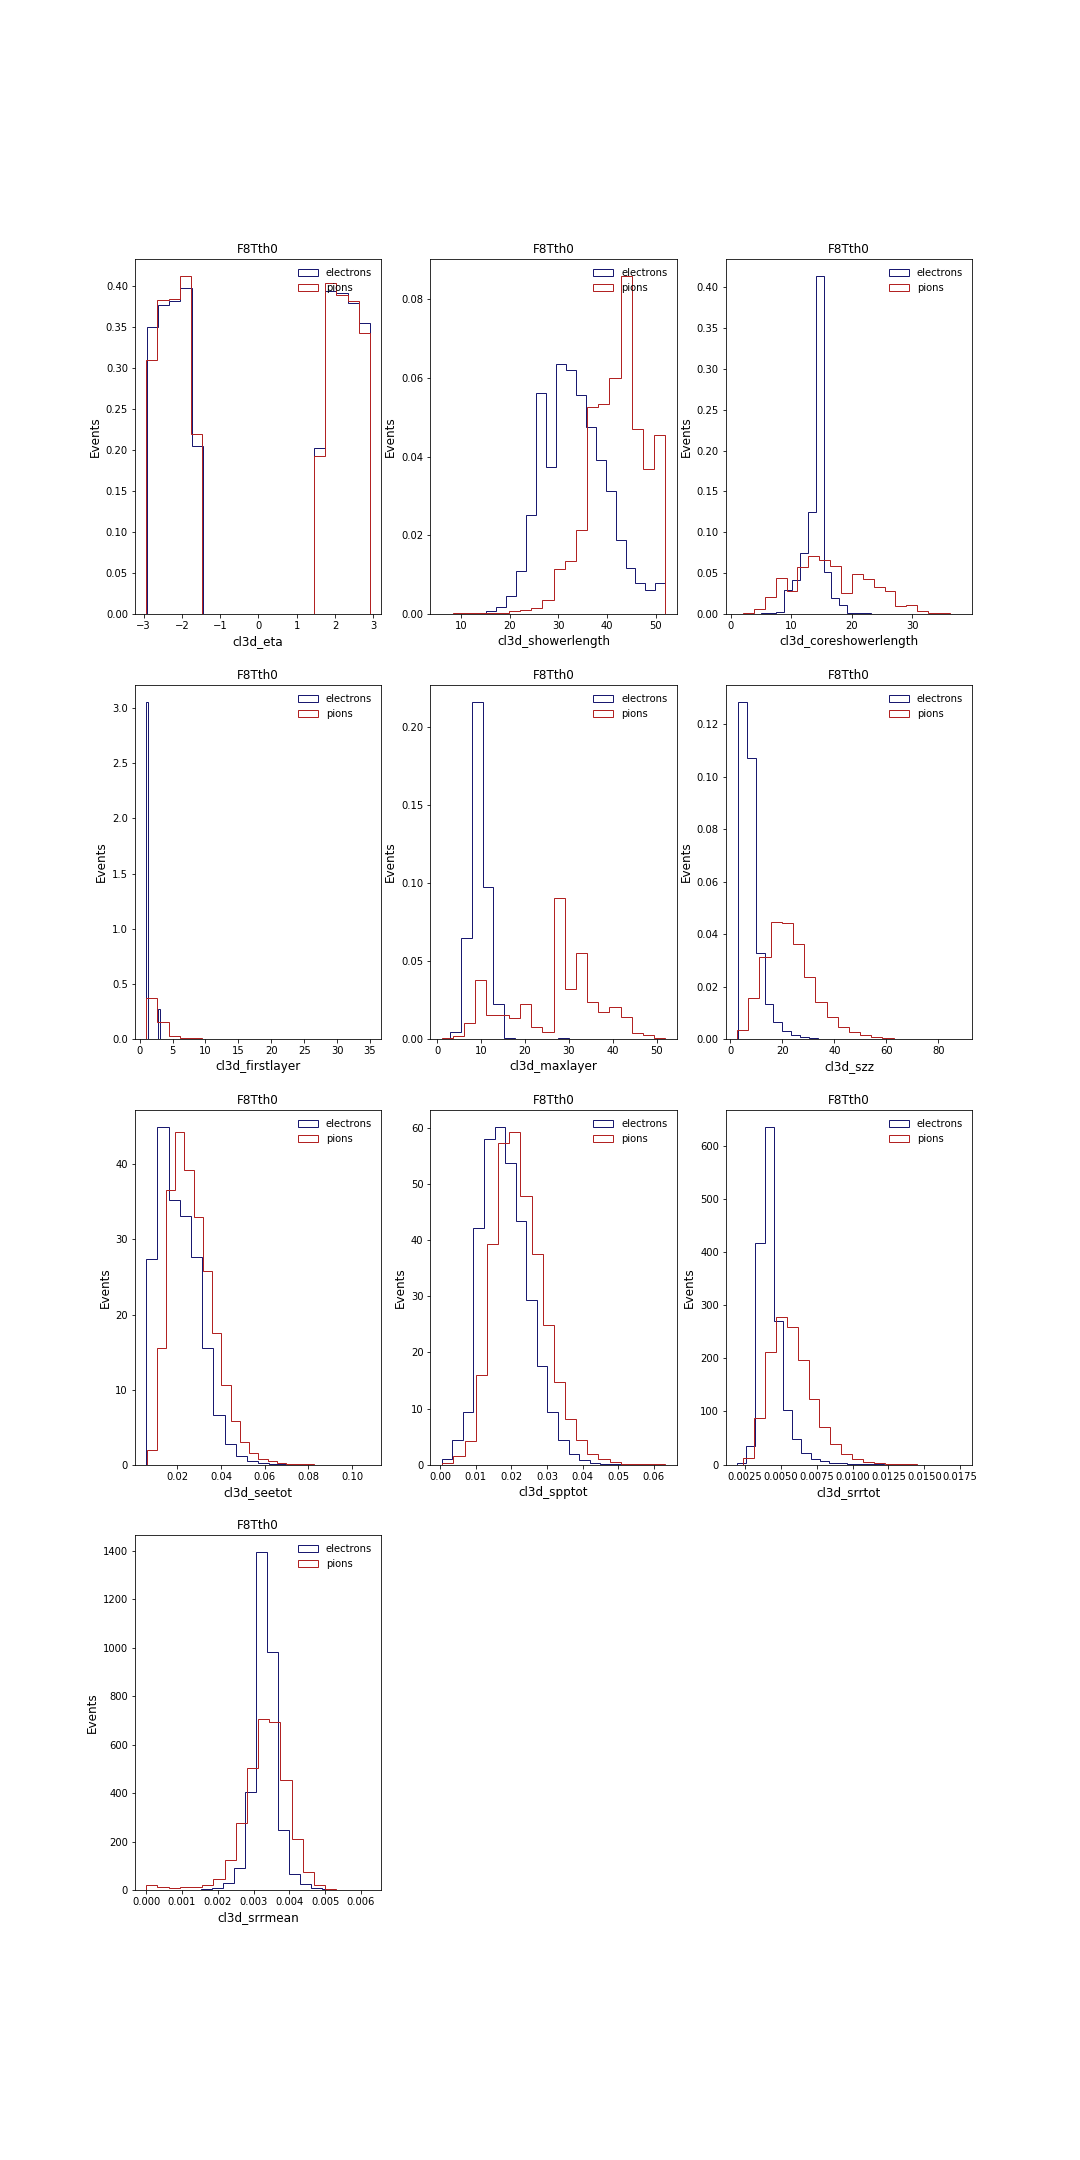 F8Tth0
electrons
pions
Events
0.40
0.35
0.30
0.25
0.20
0.15
0.10
0.05
0.00
−3 −2 −1 0 1 2 3
cl3d_eta
F8Tth0
electrons
pions
Events
0.08
0.06
0.04
0.02
0.00
10 20 30 40 50
cl3d_showerlength
F8Tth0
electrons
pions
Events
0.40
0.35
0.30
0.25
0.20
0.15
0.10
0.05
0.00
0 10 20 30
cl3d_coreshowerlength
F8Tth0
electrons
pions
Events
3.0
2.5
2.0
1.5
1.0
0.5
0.0
0 5 10 15 20 25 30 35
cl3d_firstlayer
F8Tth0
electrons
pions
Events
0.20
0.15
0.10
0.05
0.00
0 10 20 30 40 50
cl3d_maxlayer
F8Tth0
electrons
pions
Events
0.12
0.10
0.08
0.06
0.04
0.02
0.00
0 20 40 60 80
cl3d_szz
F8Tth0
electrons
pions
Events
40
30
20
10
0
0.02 0.04 0.06 0.08 0.10
cl3d_seetot
F8Tth0
electrons
pions
Events
60
50
40
30
20
10
0
0.00 0.01 0.02 0.03 0.04 0.05 0.06
cl3d_spptot
F8Tth0
electrons
pions
Events
600
500
400
300
200
100
0
0.0025 0.0050 0.0075 0.0100 0.0125 0.0150 0.0175
cl3d_srrtot
F8Tth0
electrons
pions
Events
1400
1200
1000
800
600
400
200
0
0.000 0.001 0.002 0.003 0.004 0.005 0.006
cl3d_srrmean